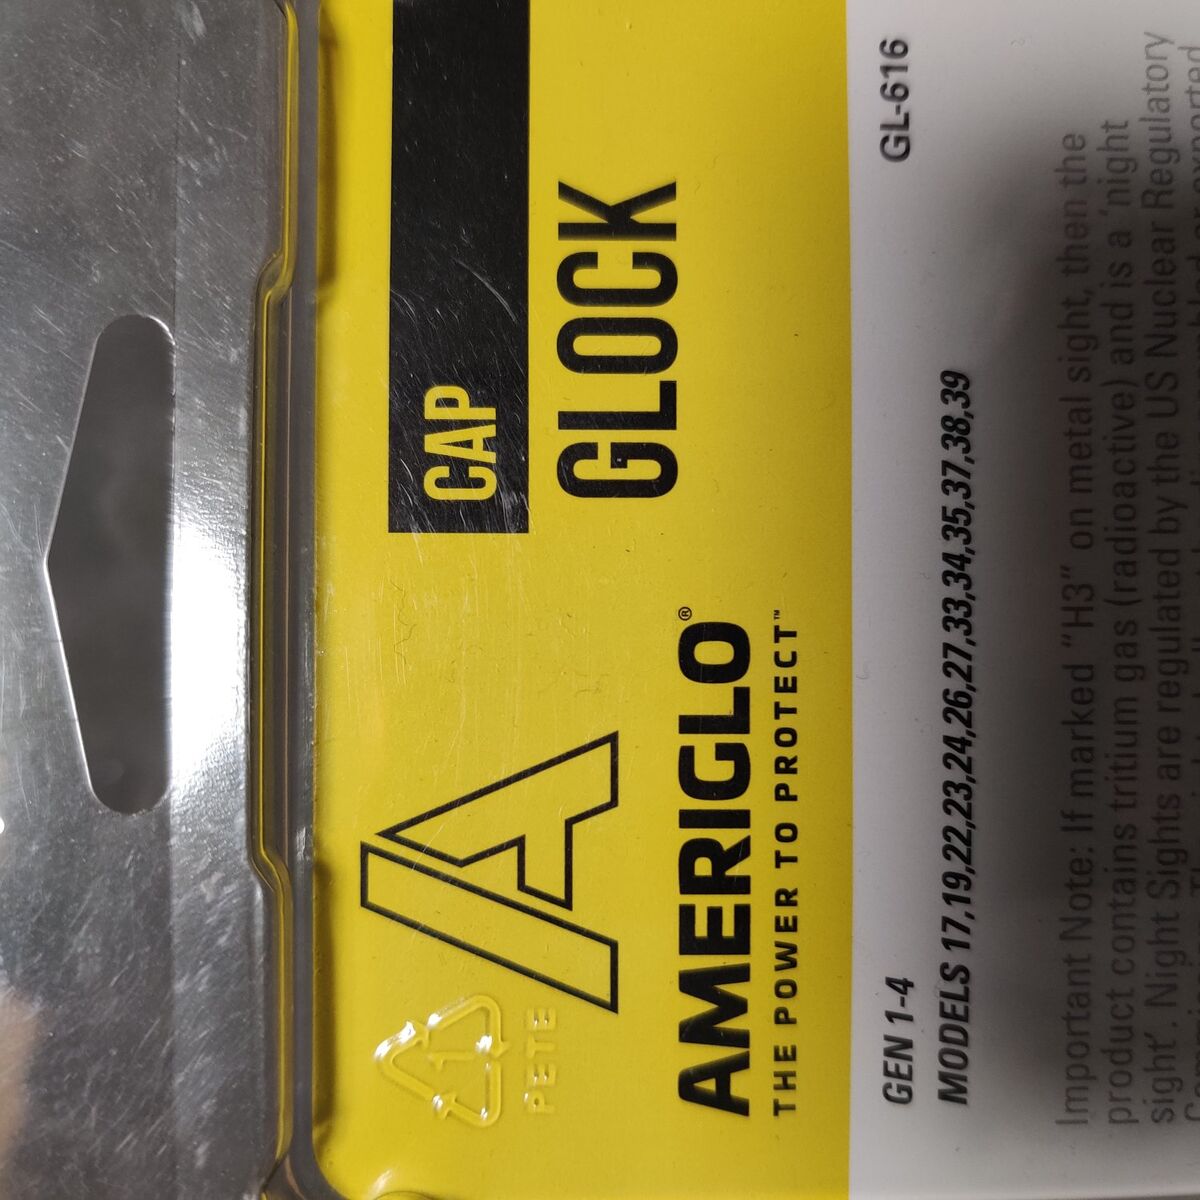 CAP
GLOCK
AMERIGLO®
THE POWER TO PROTECT™
1
PETE
GEN 1-4
GL-616
MODELS 17,19,22,23,24,26,27,33,34,35,37,38,39
Important Note: If marked "H3" on metal sight, then the
product contains tritium gas (radioactive) and is a 'night
sight'. Night Sights are regulated by the US Nuclear Regulatory